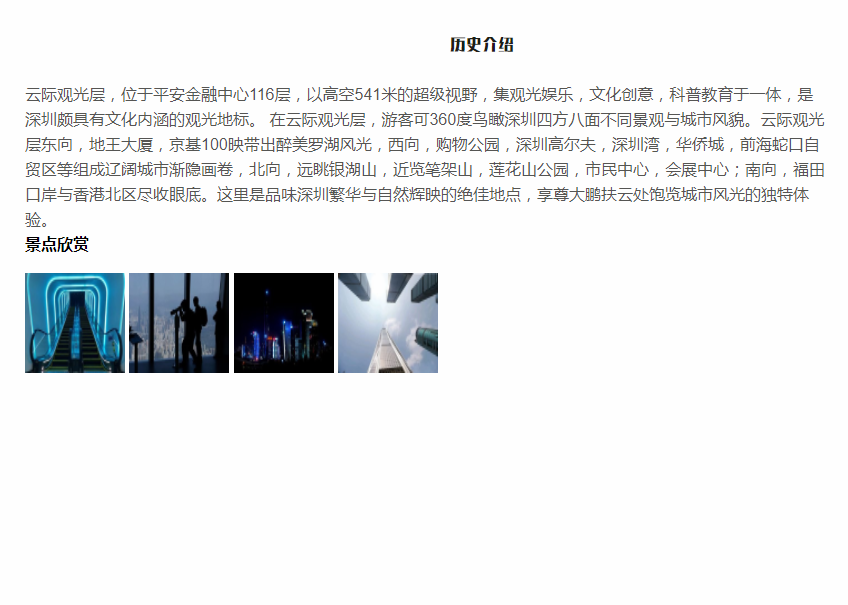 历史介绍
云际观光层，位于平安金融中心116层，以高空541米的超级视野，集观光娱乐，文化创意，科普教育于一体，是
深圳颇具有文化内涵的观光地标。 在云际观光层，游客可360度鸟瞰深圳四方八面不同景观与城市风貌。云际观光
层东向，地王大厦，京基100映带出醉美罗湖风光，西向，购物公园，深圳高尔夫，深圳湾，华侨城，前海蛇口自
贸区等组成辽阔城市渐隐画卷，北向，远眺银湖山，近览笔架山，莲花山公园，市民中心，会展中心；南向，福田
口岸与香港北区尽收眼底。这里是品味深圳繁华与自然辉映的绝佳地点，享尊大鹏扶云处饱览城市风光的独特体
验。
景点欣赏